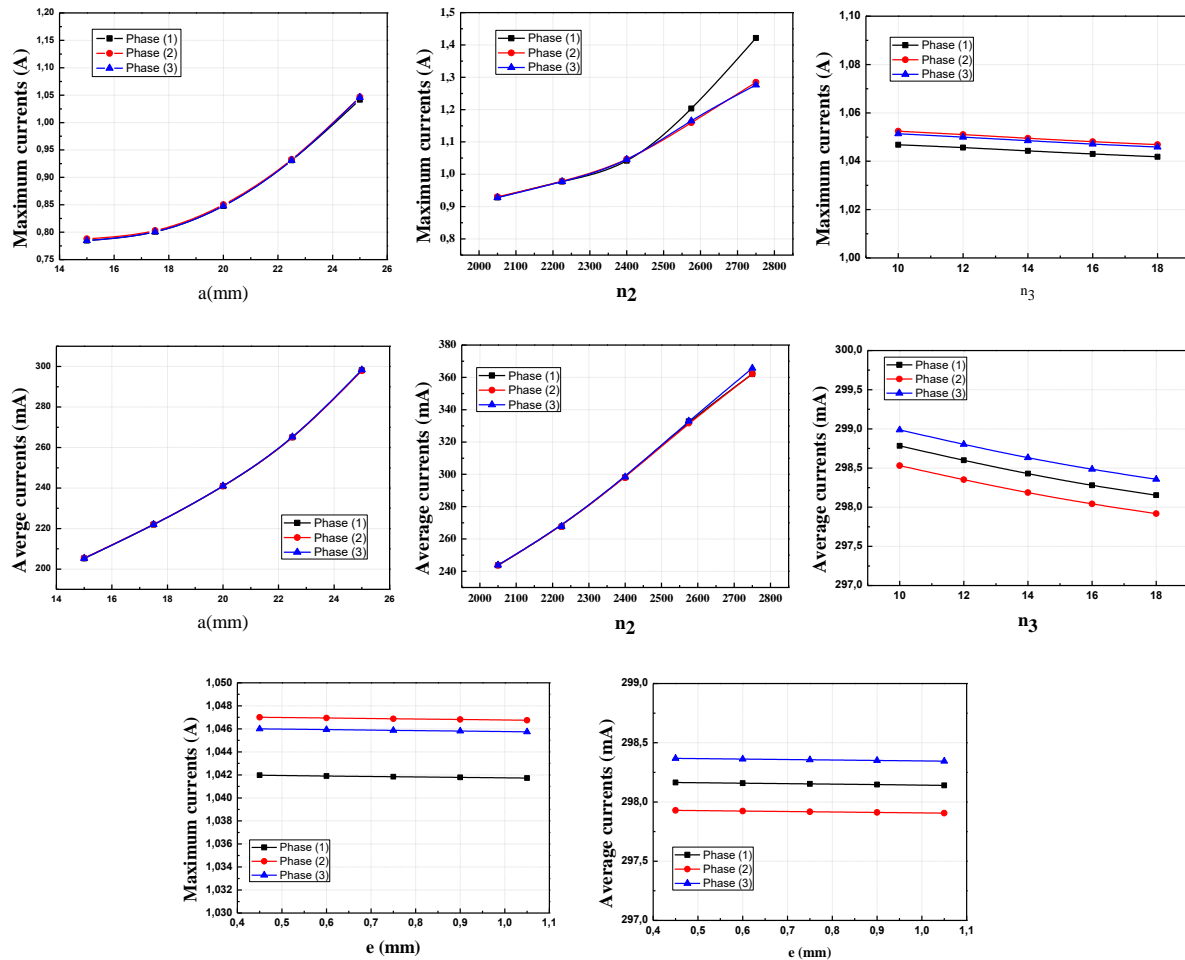 Maximum currents (A)
1,20
1,15
1,10
1,05
1,00
0,95
0,90
0,85
0,80
0,75
Phase (1)
Phase (2)
Phase (3)
14 16 18 20 22 24 26
a(mm)
Maximum currents (A)
1,5
1,4
1,3
1,2
1,1
1,0
0,9
0,8
Phase (1)
Phase (2)
Phase (3)
2000 2100 2200 2300 2400 2500 2600 2700 2800
n2
Maximum currents (A)
1,10
1,08
1,06
1,04
1,02
1,00
Phase (1)
Phase (2)
Phase (3)
10 12 14 16 18
n3
Averge currents (mA)
300
280
260
240
220
200
Phase (1)
Phase (2)
Phase (3)
14 16 18 20 22 24 26
a(mm)
Average currents (mA)
380
360
340
320
300
280
260
240
Phase (1)
Phase (2)
Phase (3)
2000 2100 2200 2300 2400 2500 2600 2700 2800
n2
Average currents (mA)
300,0
299,5
299,0
298,5
298,0
297,5
297,0
Phase (1)
Phase (2)
Phase (3)
10 12 14 16 18
n3
Maximum currents (A)
1,050
1,048
1,046
1,044
1,042
1,040
1,038
1,036
1,034
1,032
1,030
Phase (1)
Phase (2)
Phase (3)
0,4 0,5 0,6 0,7 0,8 0,9 1,0 1,1
e (mm)
Average currents (mA)
299,0
298,5
298,0
297,5
297,0
Phase (1)
Phase (2)
Phase (3)
0,4 0,5 0,6 0,7 0,8 0,9 1,0 1,1
e (mm)